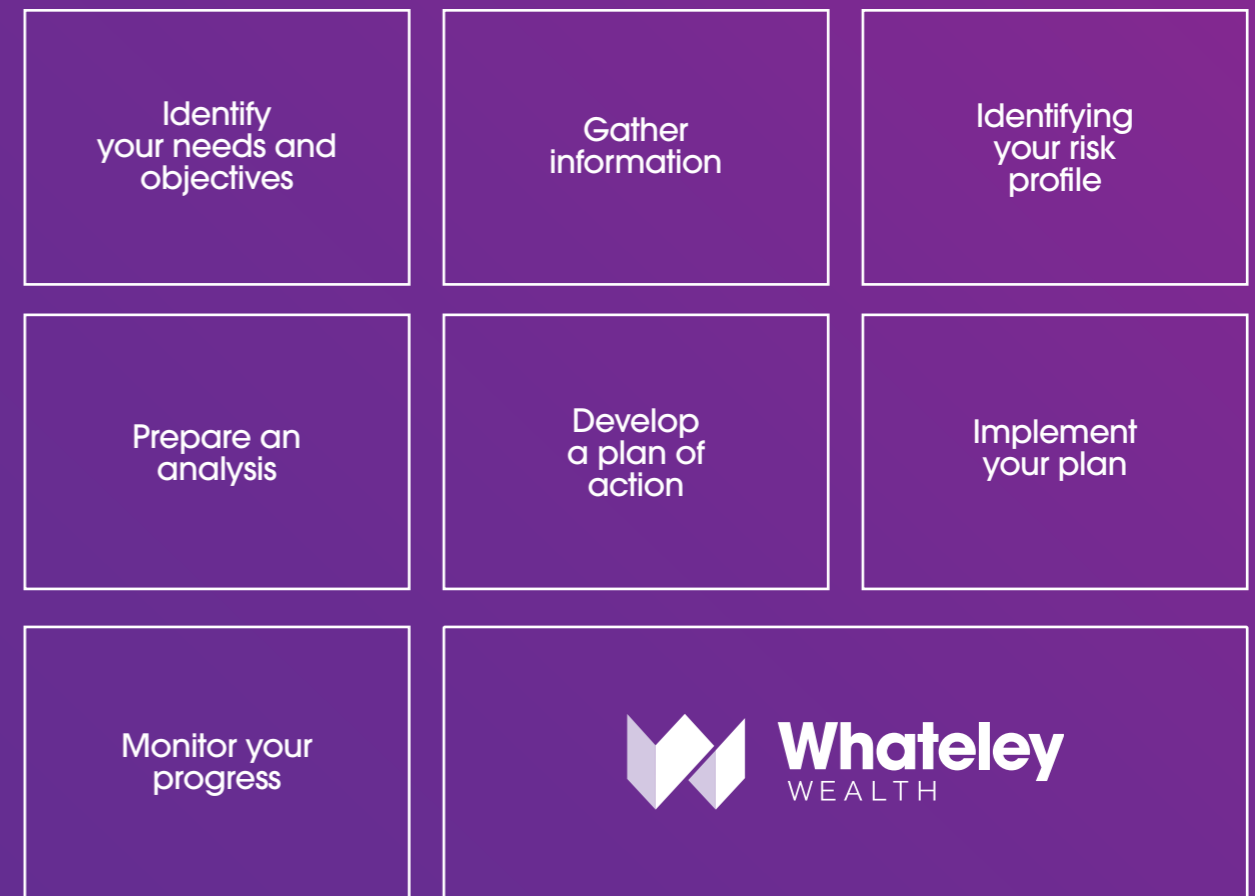 Identify
your needs and
objectives
Gather
information
Identifying
your risk
profile
Prepare an
analysis
Develop
a plan of
action
Implement
your plan
Monitor your
progress
Whateley
WEALTH